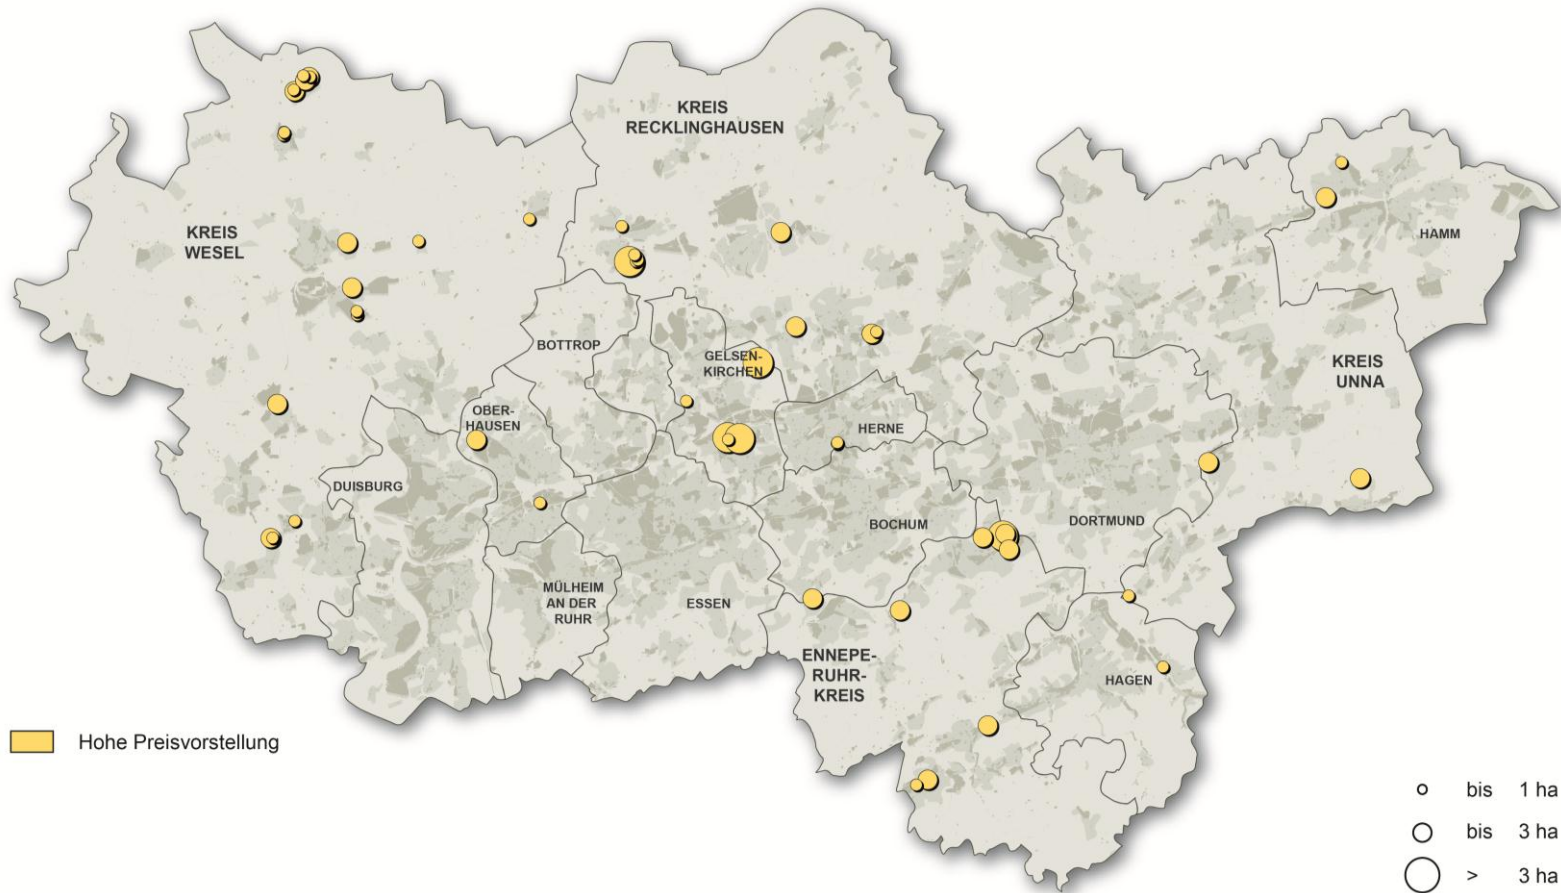 KREIS
RECKLINGHAUSEN
KREIS
WESEL
HAMM
BOTTROP
GELSEN-
KIRCHEN
KREIS
UNNA
OBER-
HAUSEN
HERNE
DUISBURG
BOCHUM
DORTMUND
MÜLHEIM
AN DER
RUHR
ESSEN
ENNEPE-
RUHR-
KREIS
HAGEN
Hohe Preisvorstellung
bis 1 ha
bis 3 ha
> 3 ha